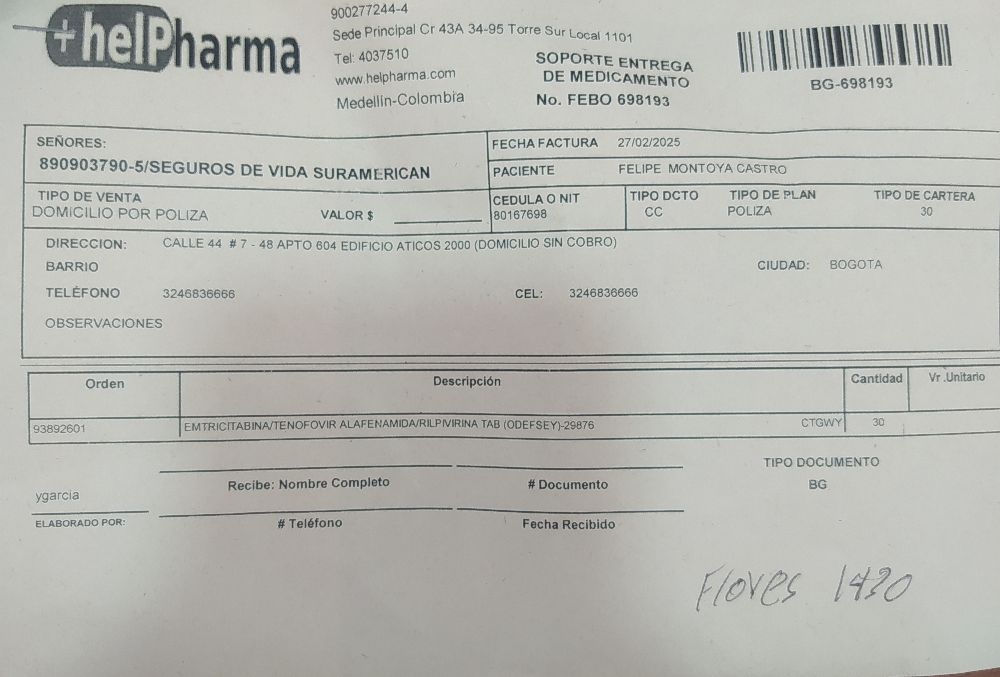 +helPharma
900277244-4
Sede Principal Cr 43A 34-95 Torre Sur Local 1101
Tel: 4037510
www.helpharma.com
Medellin-Colombia
SOPORTE ENTREGA
DE MEDICAMENTO
No. FEBO 698193
BG-698193
SEÑORES:
890903790-5/SEGUROS DE VIDA SURAMERICAN
FECHA FACTURA 27/02/2025
PACIENTE FELIPE MONTOYA CASTRO
TIPO DE VENTA
DOMICILIO POR POLIZA VALOR $
CEDULA O NIT TIPO DCTO TIPO DE PLAN TIPO DE CARTERA
80167698 CC POLIZA 30
DIRECCION: CALLE 44 # 7 - 48 APTO 604 EDIFICIO ATICOS 2000 (DOMICILIO SIN COBRO)
BARRIO CIUDAD: BOGOTA
TELÉFONO 3246836666 CEL: 3246836666
OBSERVACIONES
Orden Descripción Cantidad Vr .Unitario
93892601 EMTRICITABINA/TENOFOVIR ALAFENAMIDA/RILPIVIRINA TAB (ODEFSEY)-29876 CTGWY 30
TIPO DOCUMENTO
BG
ygarcia
Recibe: Nombre Completo # Documento
ELABORADO POR:
# Teléfono Fecha Recibido
Flores 1430